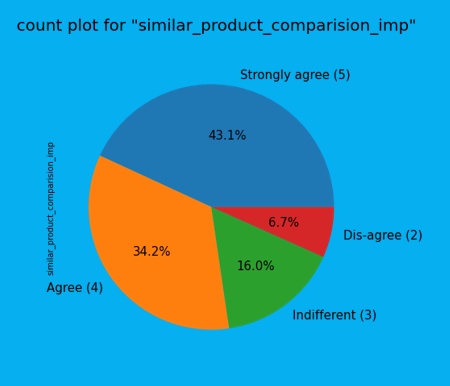 count plot for "similar_product_comparision_imp"
Strongly agree (5)
43.1%
similar_product_comparision_imp
6.7%
Dis-agree (2)
34.2%
16.0%
Agree (4)
Indifferent (3)